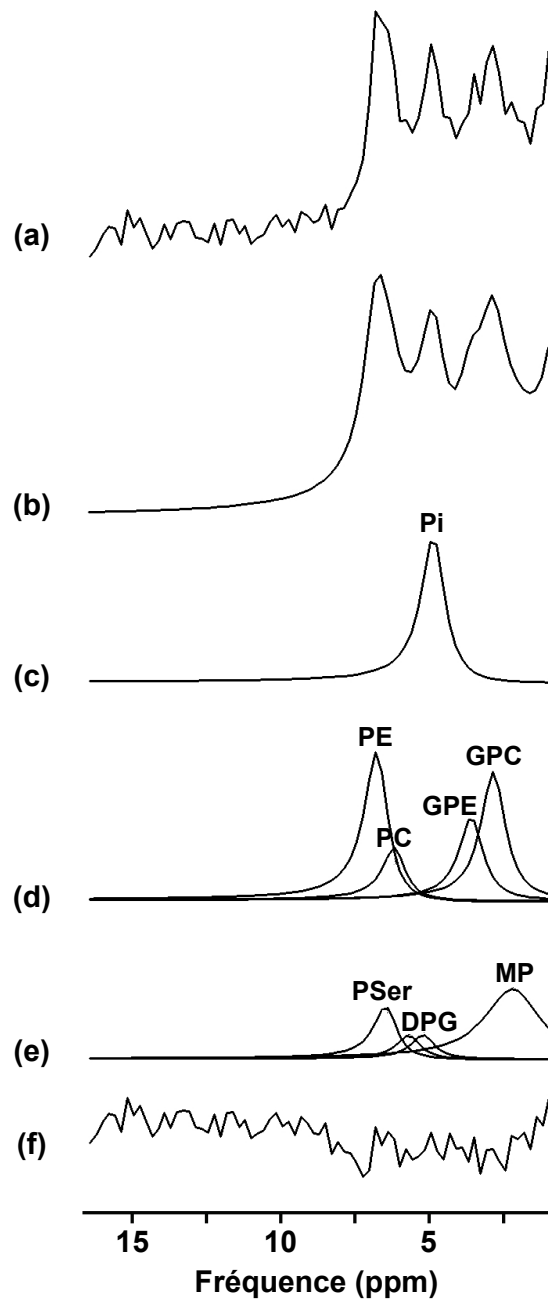 (a)
(b)
Pi
(c)
PE
GPC
GPE
PC
(d)
MP
PSer
DPG
(e)
(f)
15 10 5
Fréquence (ppm)